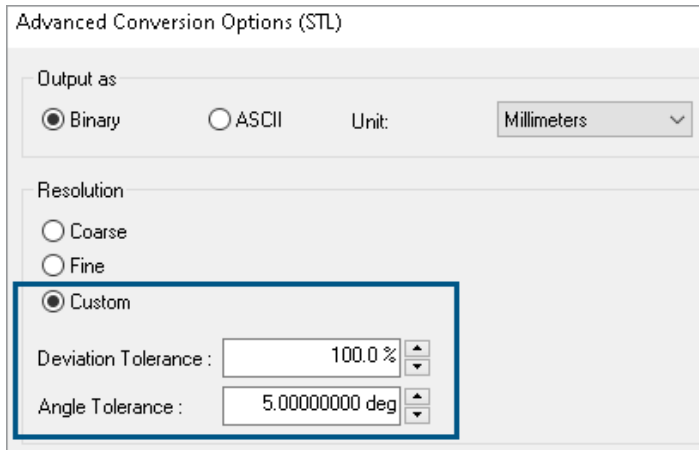 Advanced Conversion Options (STL)
Output as
Binary ASCII Unit: Millimeters
Resolution
Coarse
Fine
Custom
Deviation Tolerance : 100.0 %
Angle Tolerance : 5.00000000 deg